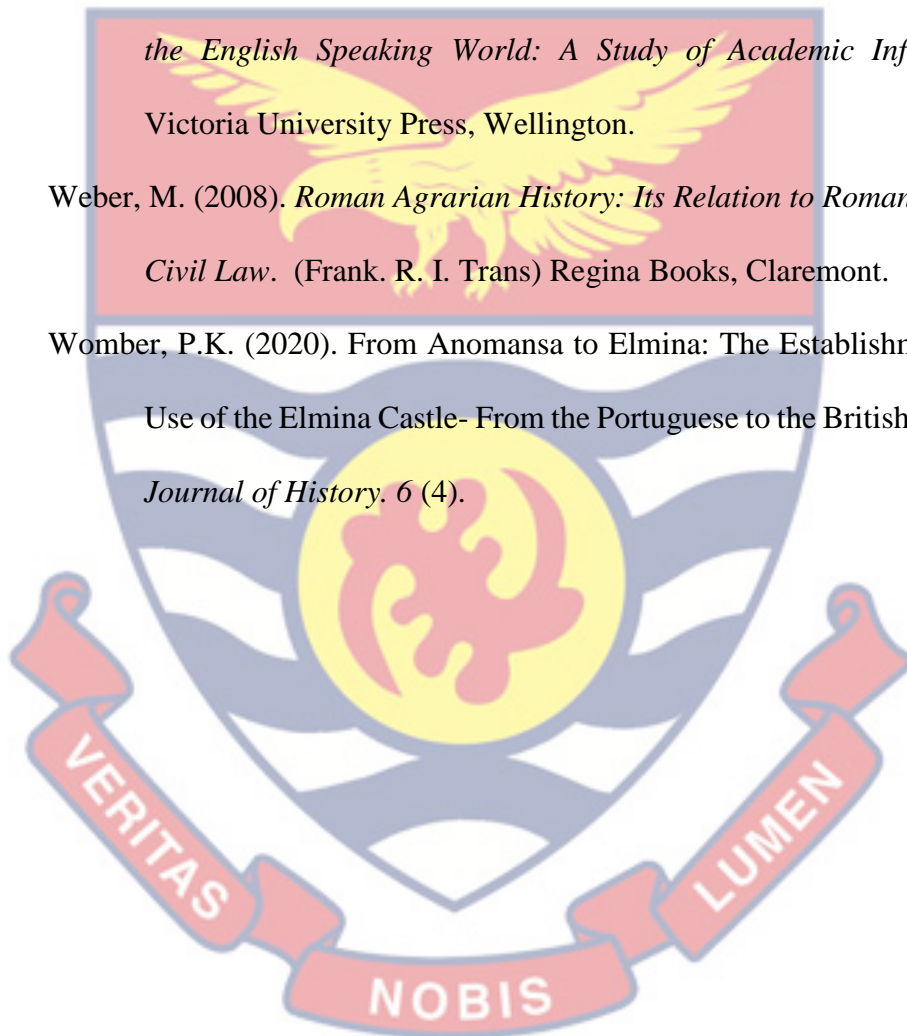 the English Speaking World: A Study of Academic
Victoria University Press, Wellington.
Weber, M. (2008). Roman Agrarian History: Its Relation to Roman
Civil Law. (Frank. R. I. Trans) Regina Books, Claremont.
Womber, P.K. (2020). From Anomansa to Elmina: The
Use of the Elmina Castle- From the Portuguese to the British
Journal of History. 6 (4).
VERITAS
NOBIS
LUMEN